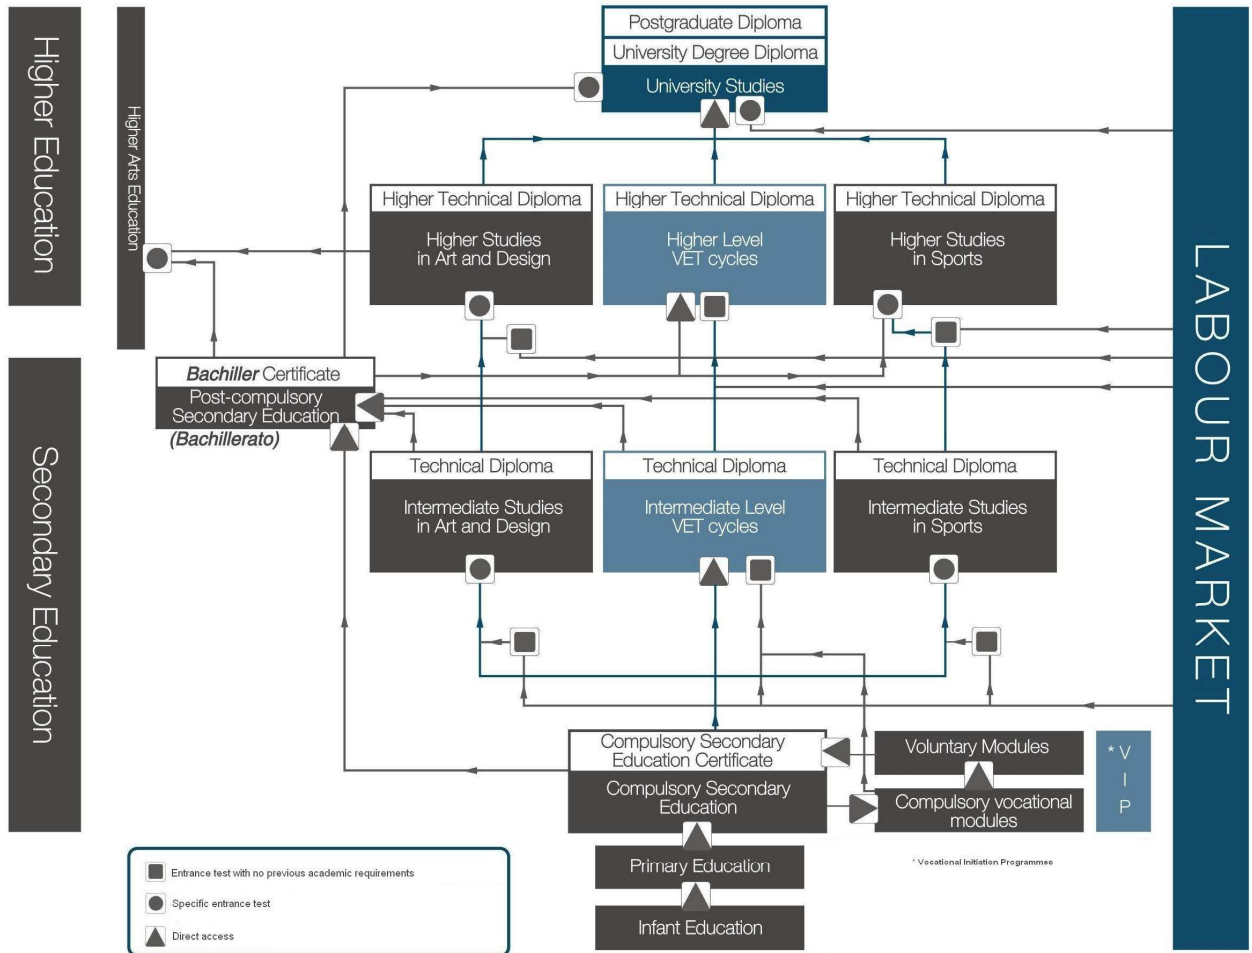 Higher Education
Higher Arts Education
Postgraduate Diploma
University Degree Diploma
University Studies
Higher Technical Diploma
Higher Studies
in Art and Design
Higher Technical Diploma
Higher Level
VET cycles
Higher Technical Diploma
Higher Studies
in Sports
LABOUR MARKET
Secondary Education
Bachiller Certificate
Post-compulsory
Secondary Education
(Bachillerato)
Technical Diploma
Intermediate Studies
in Art and Design
Technical Diploma
Intermediate Level
VET cycles
Technical Diploma
Intermediate Studies
in Sports
Compulsory Secondary
Education Certificate
Compulsory Secondary
Education
Voluntary Modules
Compulsory vocational
modules
* V
I
P
Primary Education
Infant Education
* Vocational Initiation Programmes
Entrance test with no previous academic requirements
Specific entrance test
Direct access